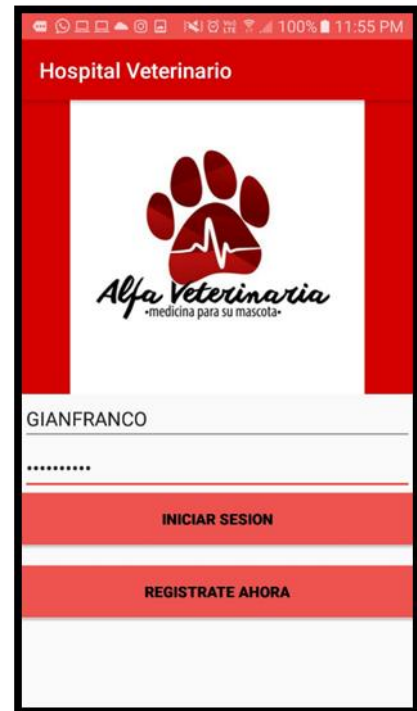 100% 11:55 PM
Hospital Veterinario
Alfa Veterinaria
•medicina para su mascota•
GIANFRANCO
••••••••••
INICIAR SESION
REGISTRATE AHORA